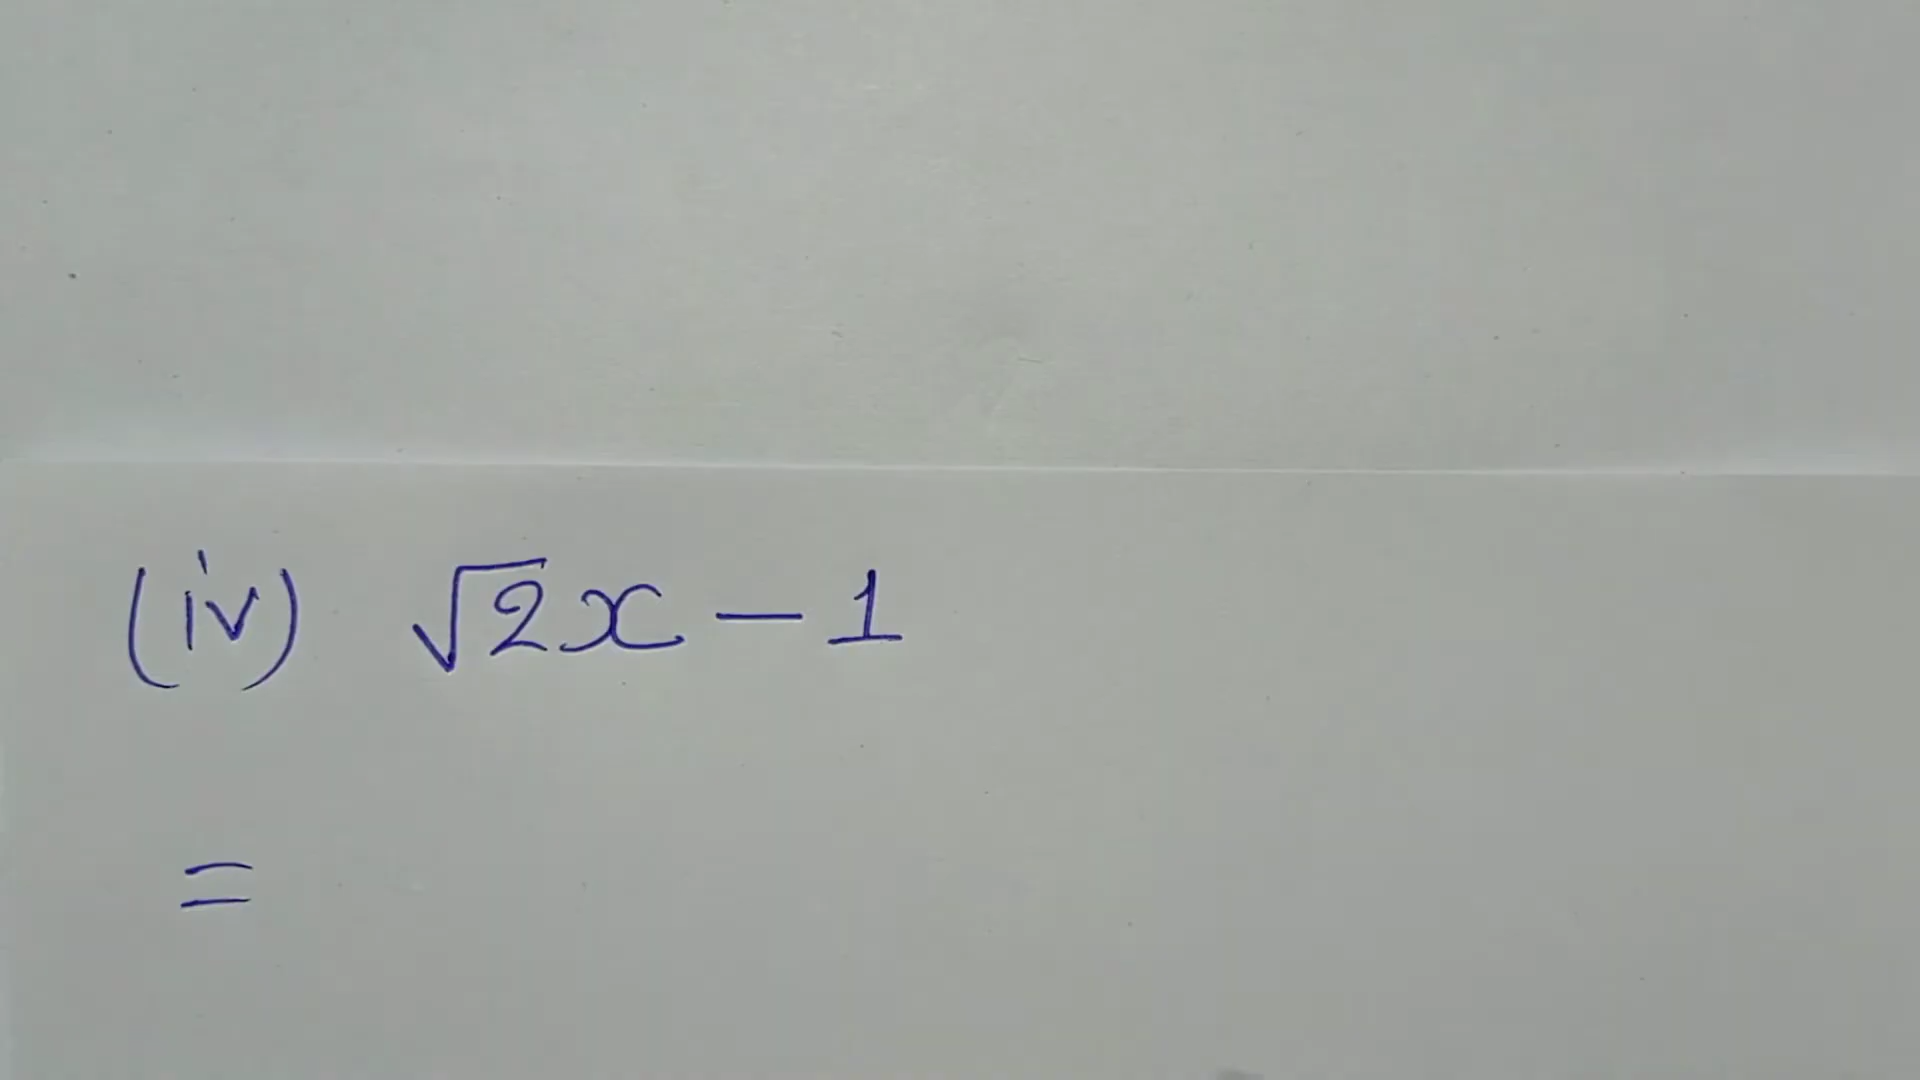 (iv) √2x - 1
=